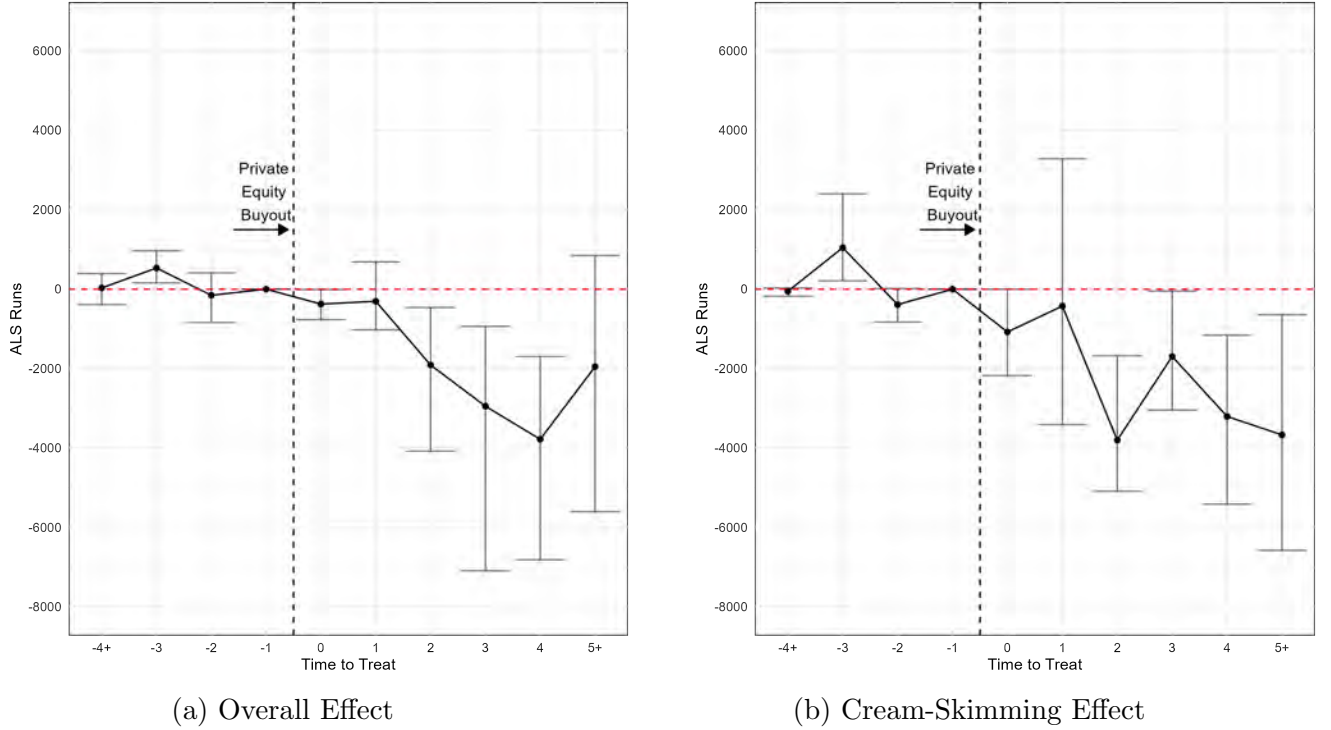 6000
4000
2000
0
-2000
-4000
-6000
-8000
ALS Runs
Private
Equity
Buyout
-4+ -3 -2 -1 0 1 2 3 4 5+
Time to Treat
(a) Overall Effect
6000
4000
2000
0
-2000
-4000
-6000
-8000
ALS Runs
Private
Equity
Buyout
-4+ -3 -2 -1 0 1 2 3 4 5+
Time to Treat
(b) Cream-Skimming Effect